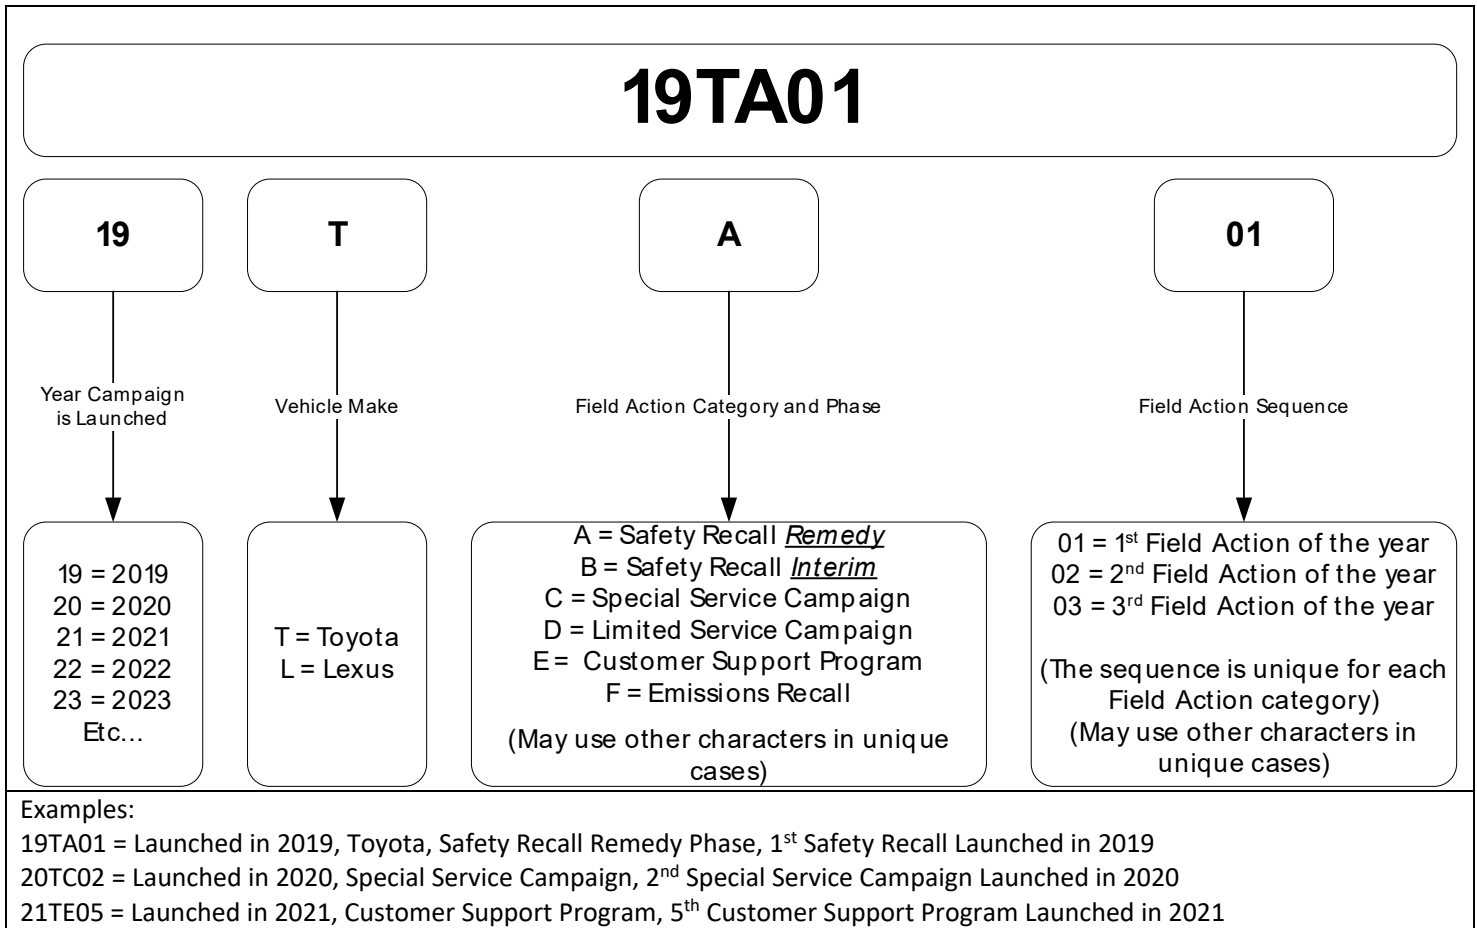 19TA01
19
T
A
01
Year Campaign
is Launched
Vehicle Make
Field Action Category and Phase
Field Action Sequence
19 = 2019
20 = 2020
21 = 2021
22 = 2022
23 = 2023
Etc...
T = Toyota
L = Lexus
A = Safety Recall Remedy
B = Safety Recall Interim
C = Special Service Campaign
D = Limited Service Campaign
E = Customer Support Program
F = Emissions Recall
(May use other characters in unique
cases)
01 = 1st Field Action of the year
02 = 2nd Field Action of the year
03 = 3rd Field Action of the year
(The sequence is unique for each
Field Action category)
(May use other characters in
unique cases)
Examples:
19TA01 = Launched in 2019, Toyota, Safety Recall Remedy Phase, 1st Safety Recall Launched in 2019
20TC02 = Launched in 2020, Special Service Campaign, 2nd Special Service Campaign Launched in 2020
21TE05 = Launched in 2021, Customer Support Program, 5th Customer Support Program Launched in 2021